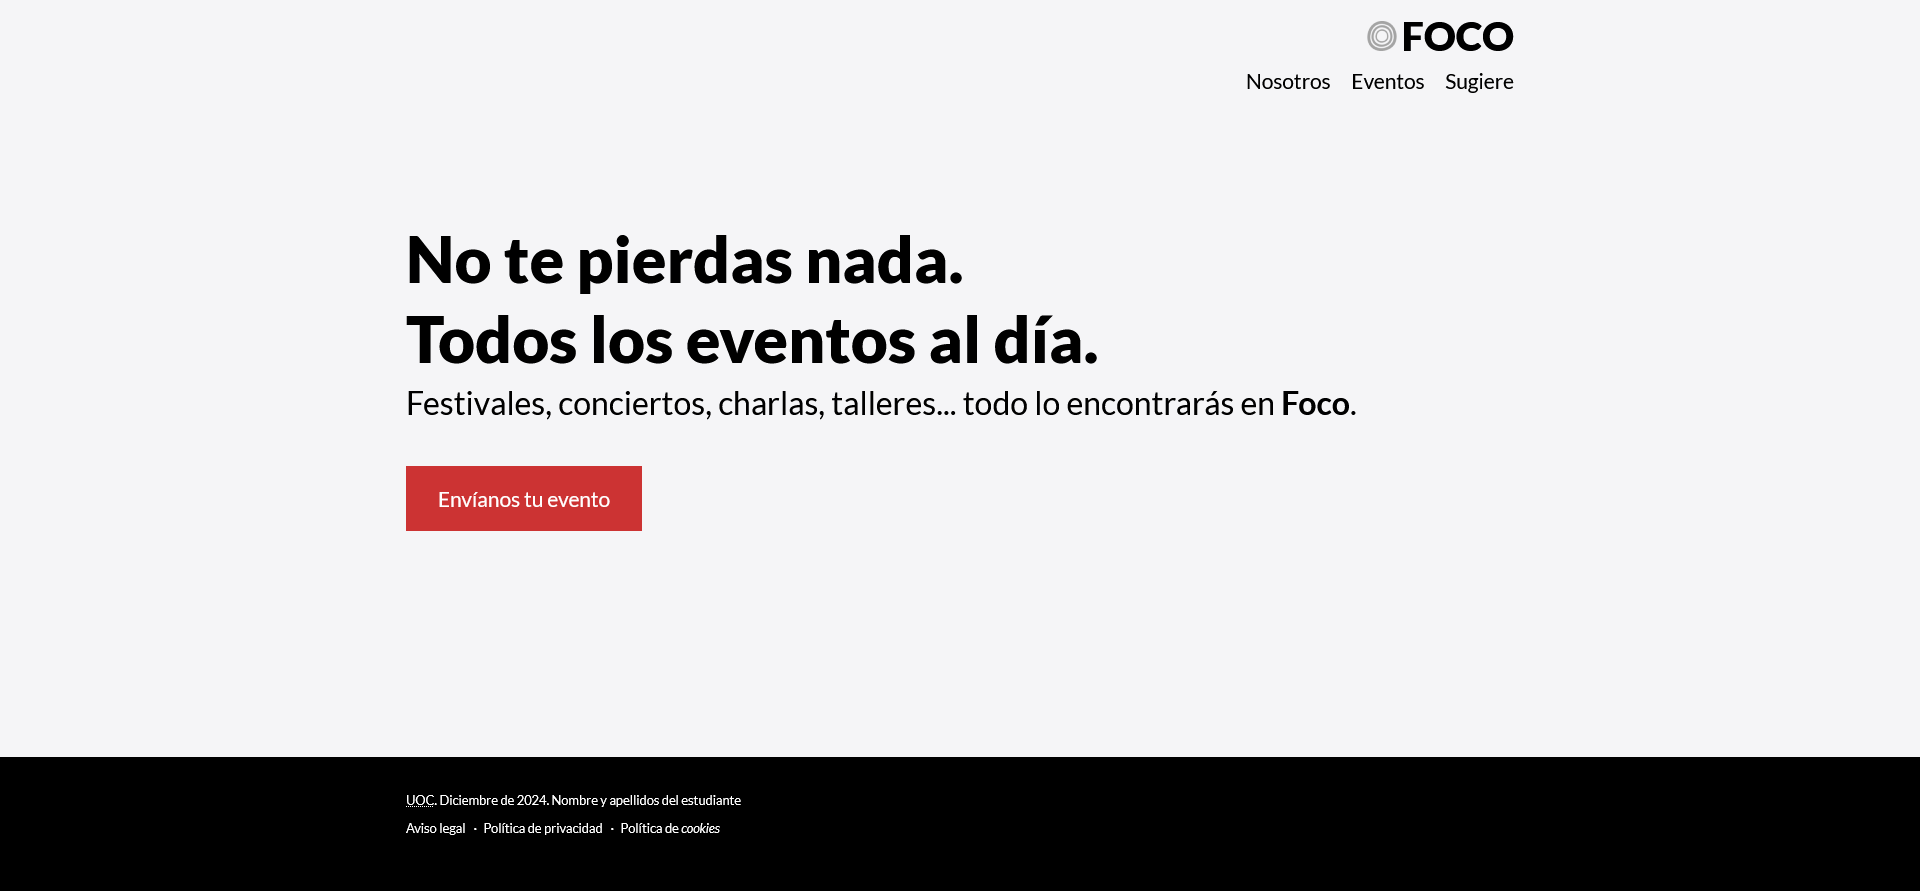 FOCO
Nosotros Eventos Sugiere
No te pierdas nada.
Todos los eventos al día.
Festivales, conciertos, charlas, talleres... todo lo encontrarás en Foco.
Envíanos tu evento
UOC. Diciembre de 2024. Nombre y apellidos del estudiante
Aviso legal · Política de privacidad · Política de cookies